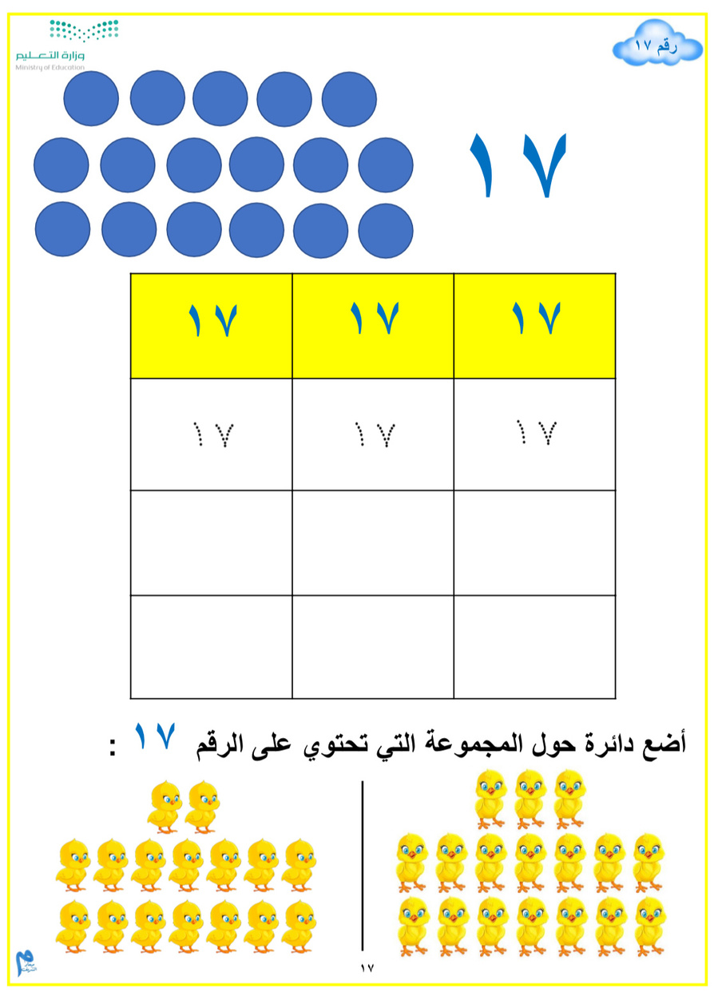 رقم ١٧
وزارة التعليم
Ministry of Education
١٧
١٧ ١٧ ١٧
١٧ ١٧ ١٧
أضع دائرة حول المجموعة التي تحتوي على الرقم ١٧ :
١٧